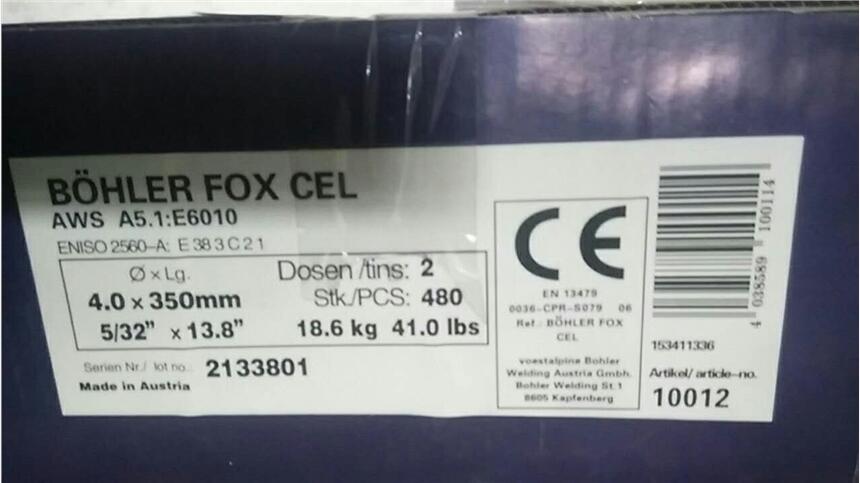 BÖHLER FOX CEL
AWS A5.1:E6010
ENISO 2560-A: E 38 3 C 2 1
Ø x Lg.
4.0 x 350mm
5/32" x 13.8"
Dosen /tins: 2
Stk./PCS: 480
18.6 kg 41.0 lbs
Serien Nr./ lot no.. 2133801
Made in Austria
CE
EN 13479
0036-CPR-S079 06
Ref.: BÖHLER FOX
CEL
voestalpine Bohler
Welding Austria Gmbh.
Bohler Welding St 1
8605 Kapfenberg
4 038589 100114
153411336
Artikel/ article-no.
10012